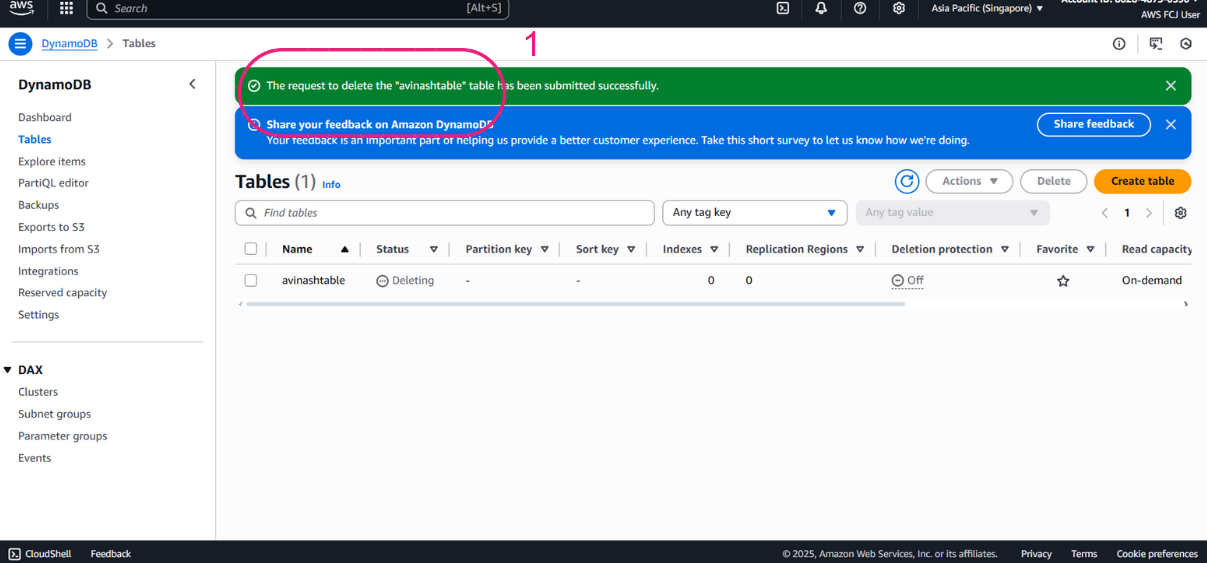 aws
Search [Alt+S]
Asia Pacific (Singapore)
AWS FCJ User
DynamoDB > Tables
1
DynamoDB
Dashboard
Tables
Explore items
PartiQL editor
Backups
Exports to S3
Imports from S3
Integrations
Reserved capacity
Settings
DAX
Clusters
Subnet groups
Parameter groups
Events
The request to delete the "avinashtable" table has been submitted successfully.
Share your feedback on Amazon DynamoDB
Your feedback is an important part of helping us provide a better customer experience. Take this short survey to let us know how we're doing.
Share feedback
Tables (1) Info
Actions Delete Create table
Find tables Any tag key Any tag value 1
Name Status Partition key Sort key Indexes Replication Regions Deletion protection Favorite Read capacity
avinashtable Deleting - - 0 0 Off On-demand
CloudShell Feedback © 2025, Amazon Web Services, Inc. or its affiliates. Privacy Terms Cookie preferences